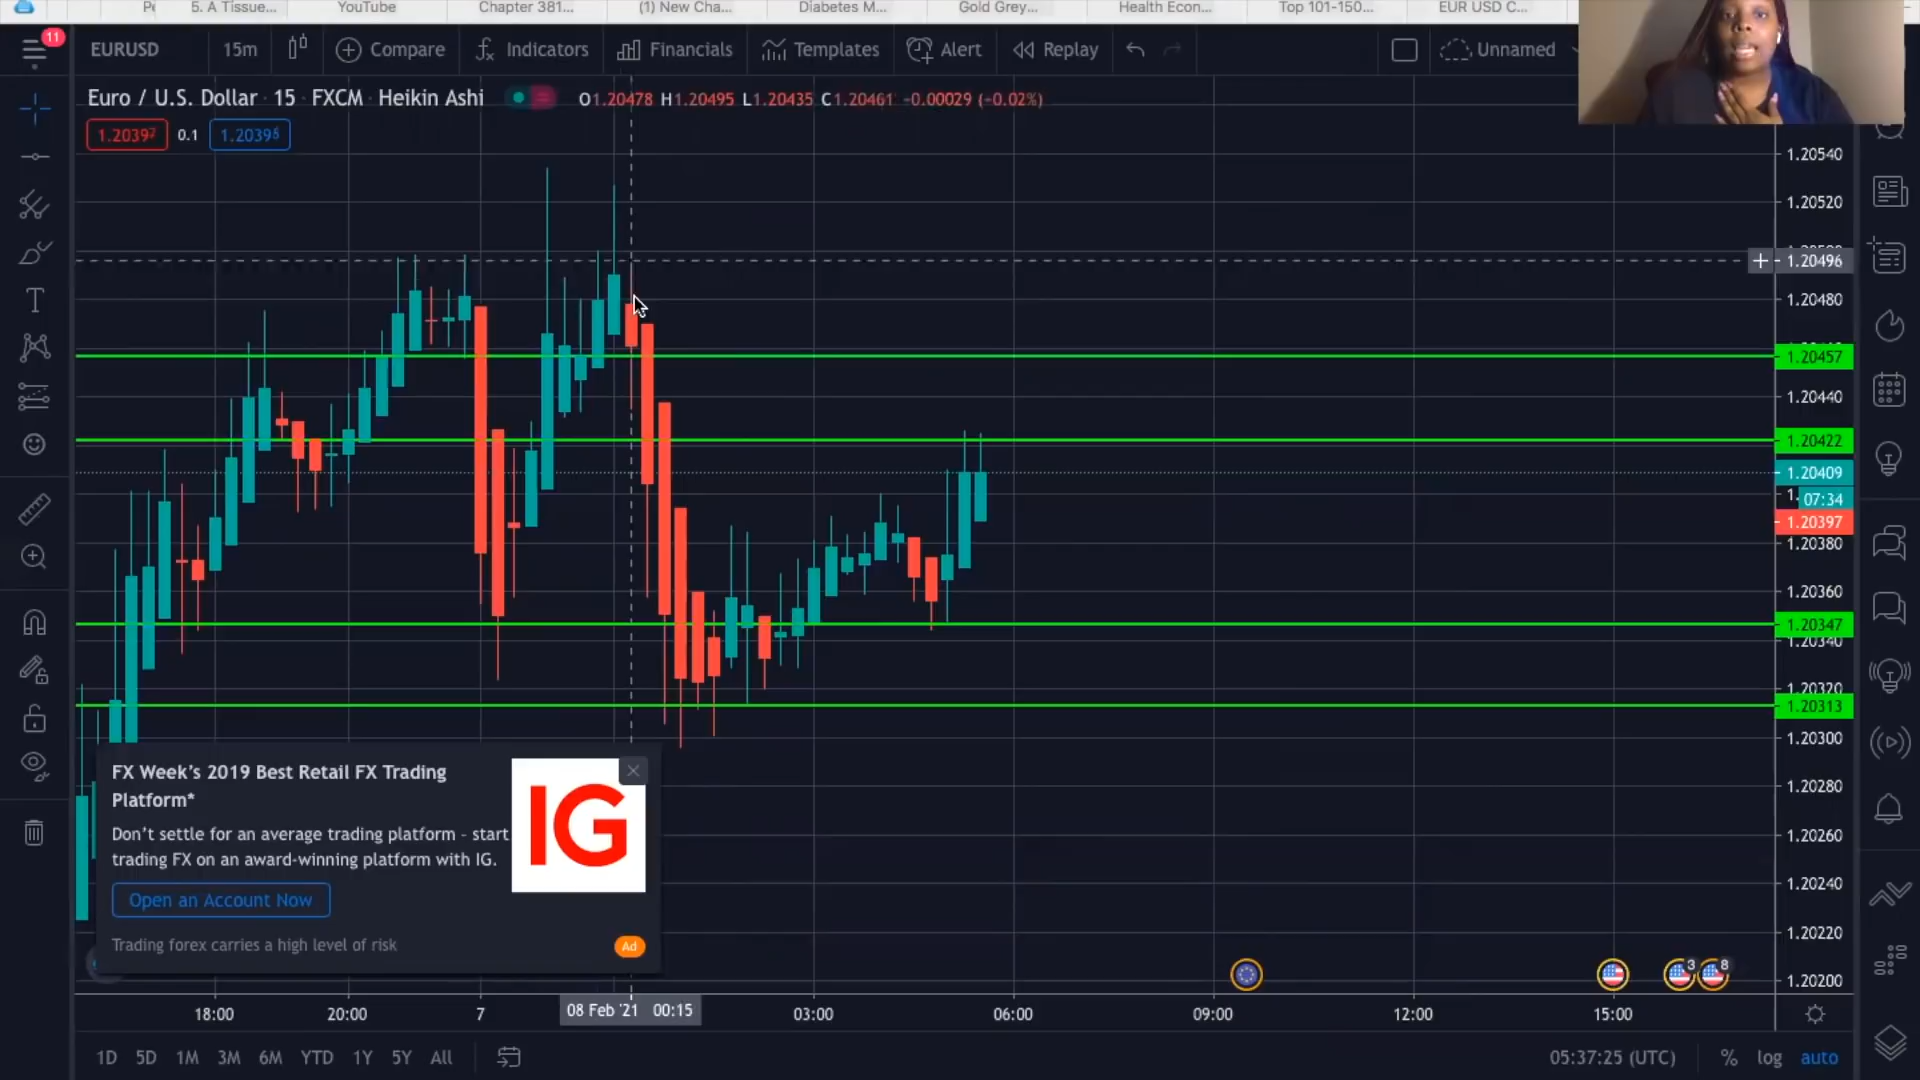 5. A Tissue...
YouTube
Chapter 381...
(1) New Cha...
Diabetes M...
Gold Grey...
Health Econ...
Top 101-150...
EUR USD C...
11
EURUSD
15m
Compare
Indicators
Financials
Templates
Alert
Replay
Unnamed
Euro / U.S. Dollar · 15 · FXCM · Heikin Ashi
O1.20478 H1.20495 L1.20435 C1.20461 -0.00029 (-0.02%)
1.20397
0.1
1.20540
1.20520
1.20496
1.20480
1.20457
1.20440
1.20422
1.20409
07:34
1.20397
1.20380
1.20360
1.20347
1.20340
1.20320
1.20313
1.20300
1.20280
1.20260
1.20240
1.20220
1.20200
FX Week's 2019 Best Retail FX Trading
Platform*
IG
Don't settle for an average trading platform - start
trading FX on an award-winning platform with IG.
Open an Account Now
Trading forex carries a high level of risk
Ad
3
8
18:00
20:00
7
08 Feb '21 00:15
03:00
06:00
09:00
12:00
15:00
1D
5D
1M
3M
6M
YTD
1Y
5Y
All
05:37:25 (UTC)
%
log
auto